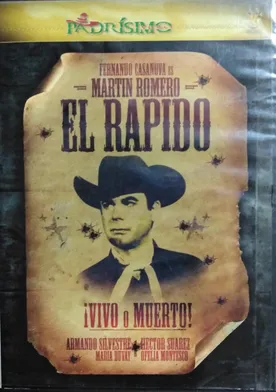 PADRÍSIMO
FERNANDO CASANOVA ES
MARTIN ROMERO
EL RAPIDO
¡VIVO O MUERTO!
ARMANDO SILVESTRE HECTOR SUAREZ
MARIA DUVAL OFELIA MONTESCO